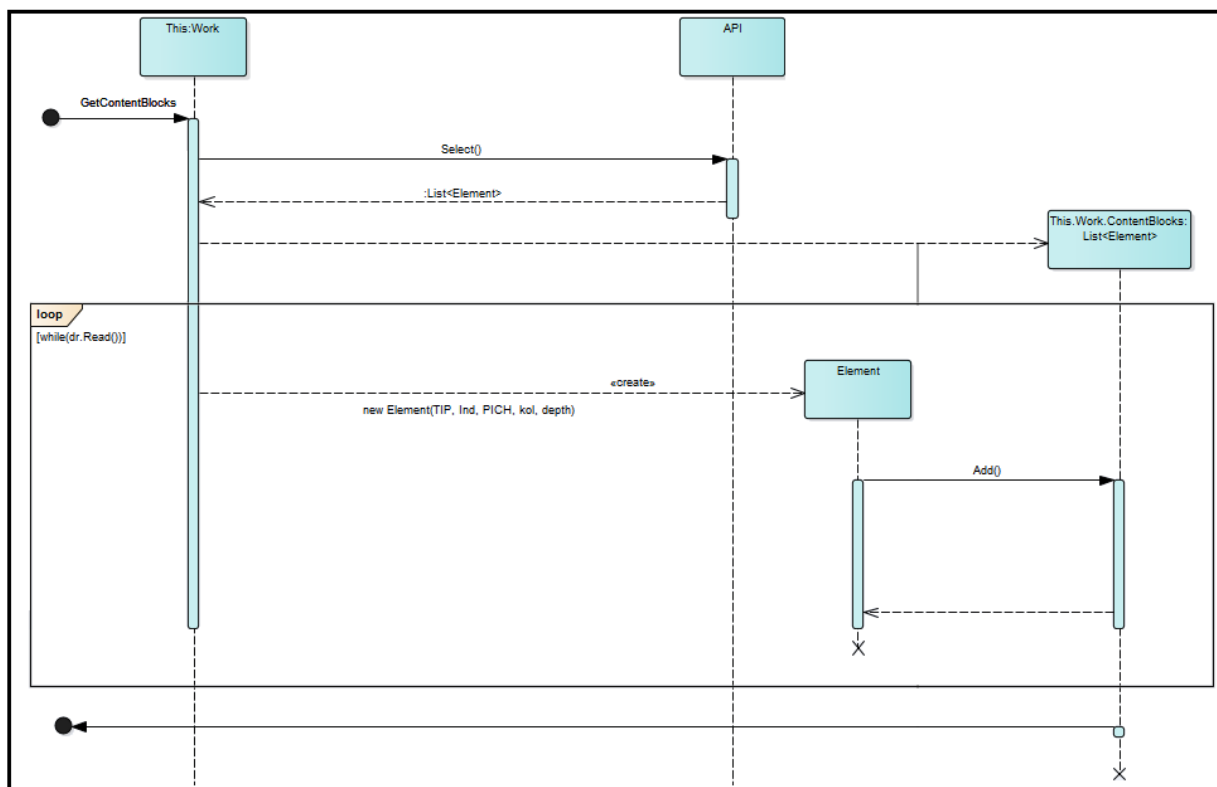 This:Work
API
GetContentBlocks
Select()
:List<Element>
This.Work.ContentBlocks:
List<Element>
loop
[while(dr.Read())]
«create»
Element
new Element(TIP, Ind, PICH, kol, depth)
Add()